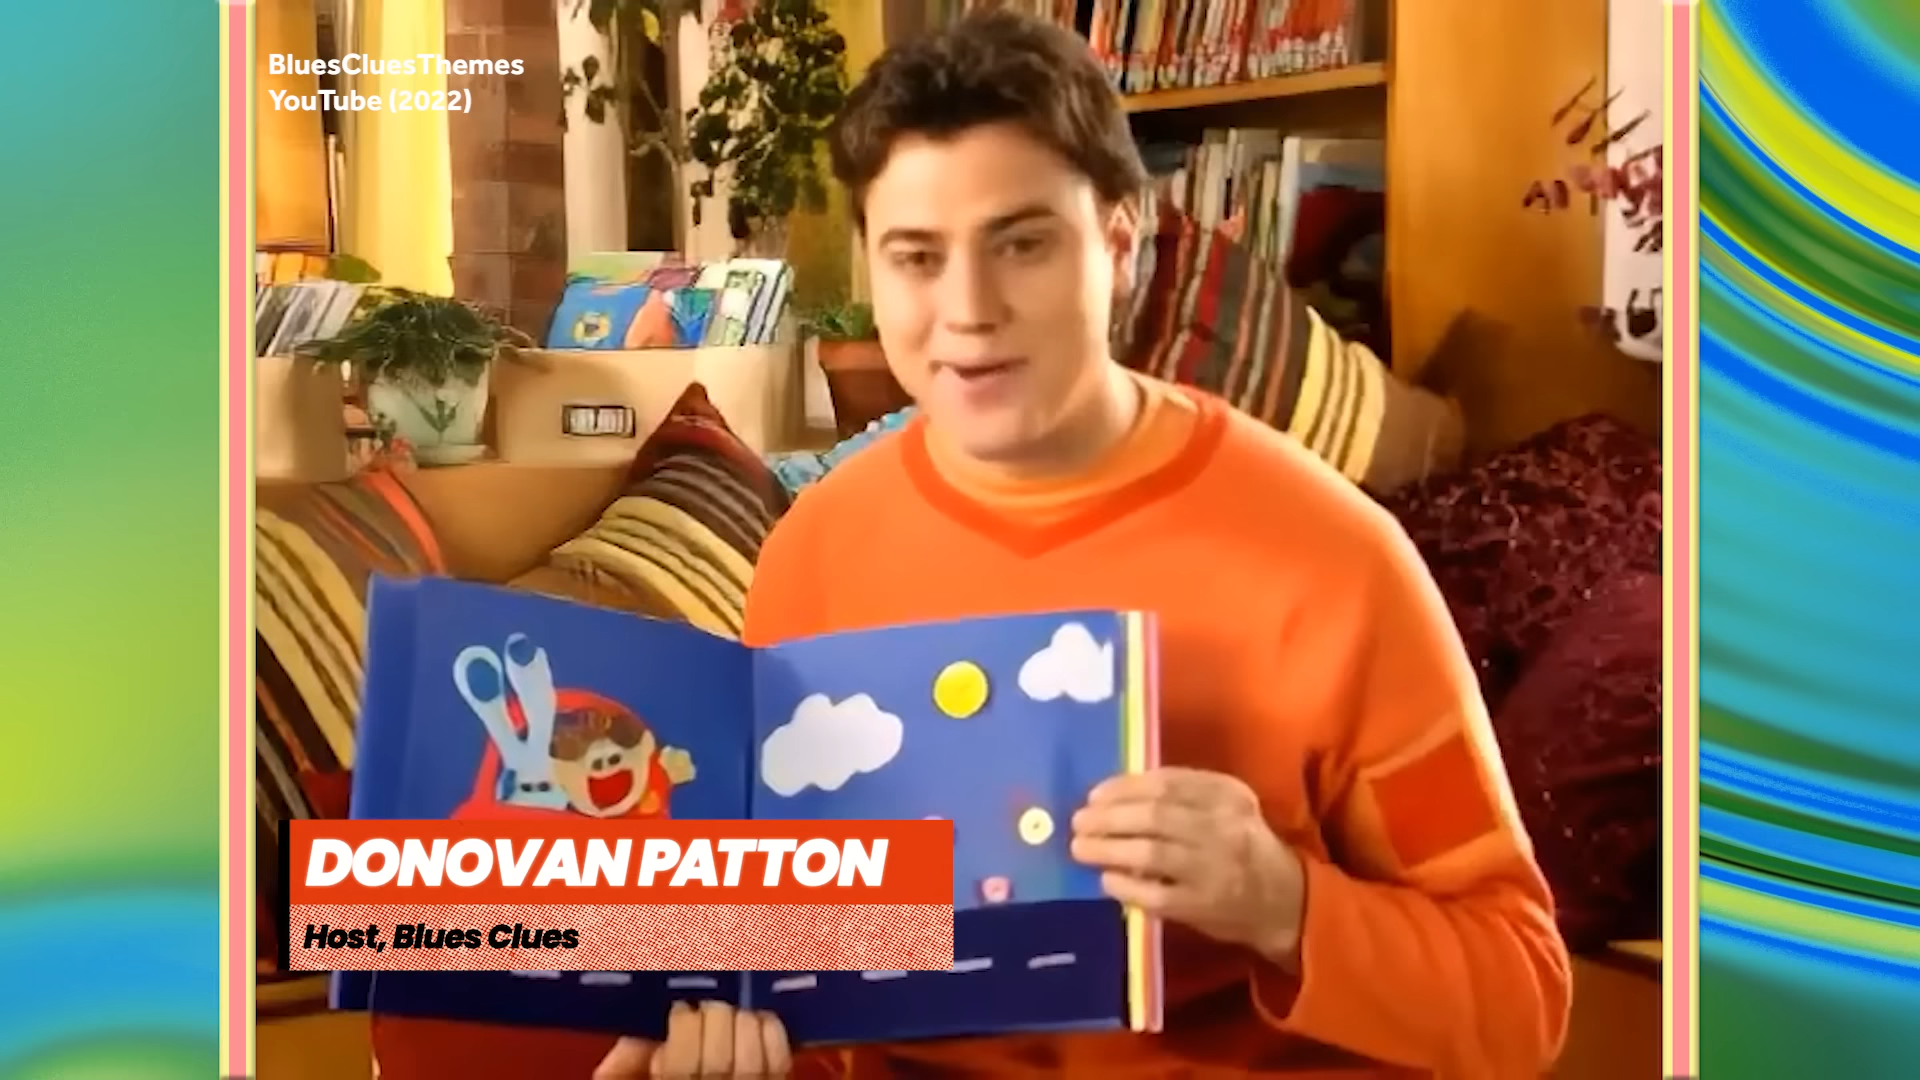 BluesCluesThemes
YouTube (2022)
DONOVAN PATTON
Host, Blues Clues